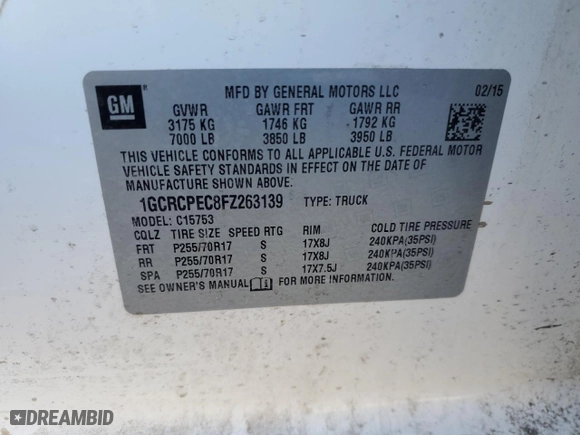 GM
MFD BY GENERAL MOTORS LLC 02/15
GVWR GAWR FRT GAWR RR
3175 KG 1746 KG 1792 KG
7000 LB 3850 LB 3950 LB
THIS VEHICLE CONFORMS TO ALL APPLICABLE U.S. FEDERAL MOTOR
VEHICLE SAFETY STANDARDS IN EFFECT ON THE DATE OF
MANUFACTURE SHOWN ABOVE.
1GCRCPEC8FZ263139 TYPE: TRUCK
MODEL: C15753
CQLZ TIRE SIZE SPEED RTG RIM COLD TIRE PRESSURE
FRT P255/70R17 S 17X8J 240KPA(35PSI)
RR P255/70R17 S 17X8J 240KPA(35PSI)
SPA P255/70R17 S 17X7.5J 240KPA(35PSI)
SEE OWNER'S MANUAL FOR MORE INFORMATION.
DREAMBID